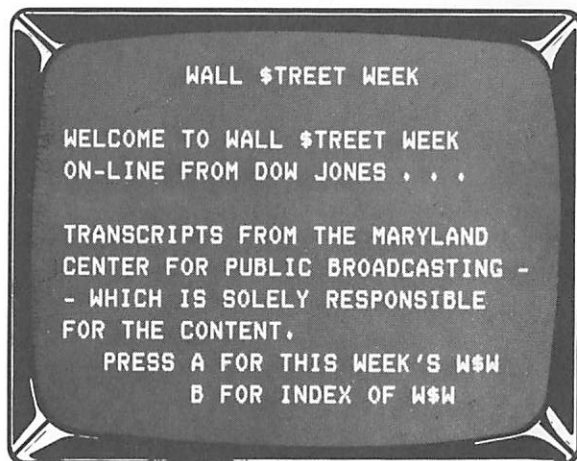 WALL $TREET WEEK
WELCOME TO WALL $TREET WEEK
ON-LINE FROM DOW JONES . . .
TRANSCRIPTS FROM THE MARYLAND
CENTER FOR PUBLIC BROADCASTING -
- WHICH IS SOLELY RESPONSIBLE
FOR THE CONTENT.
PRESS A FOR THIS WEEK'S W$W
B FOR INDEX OF W$W